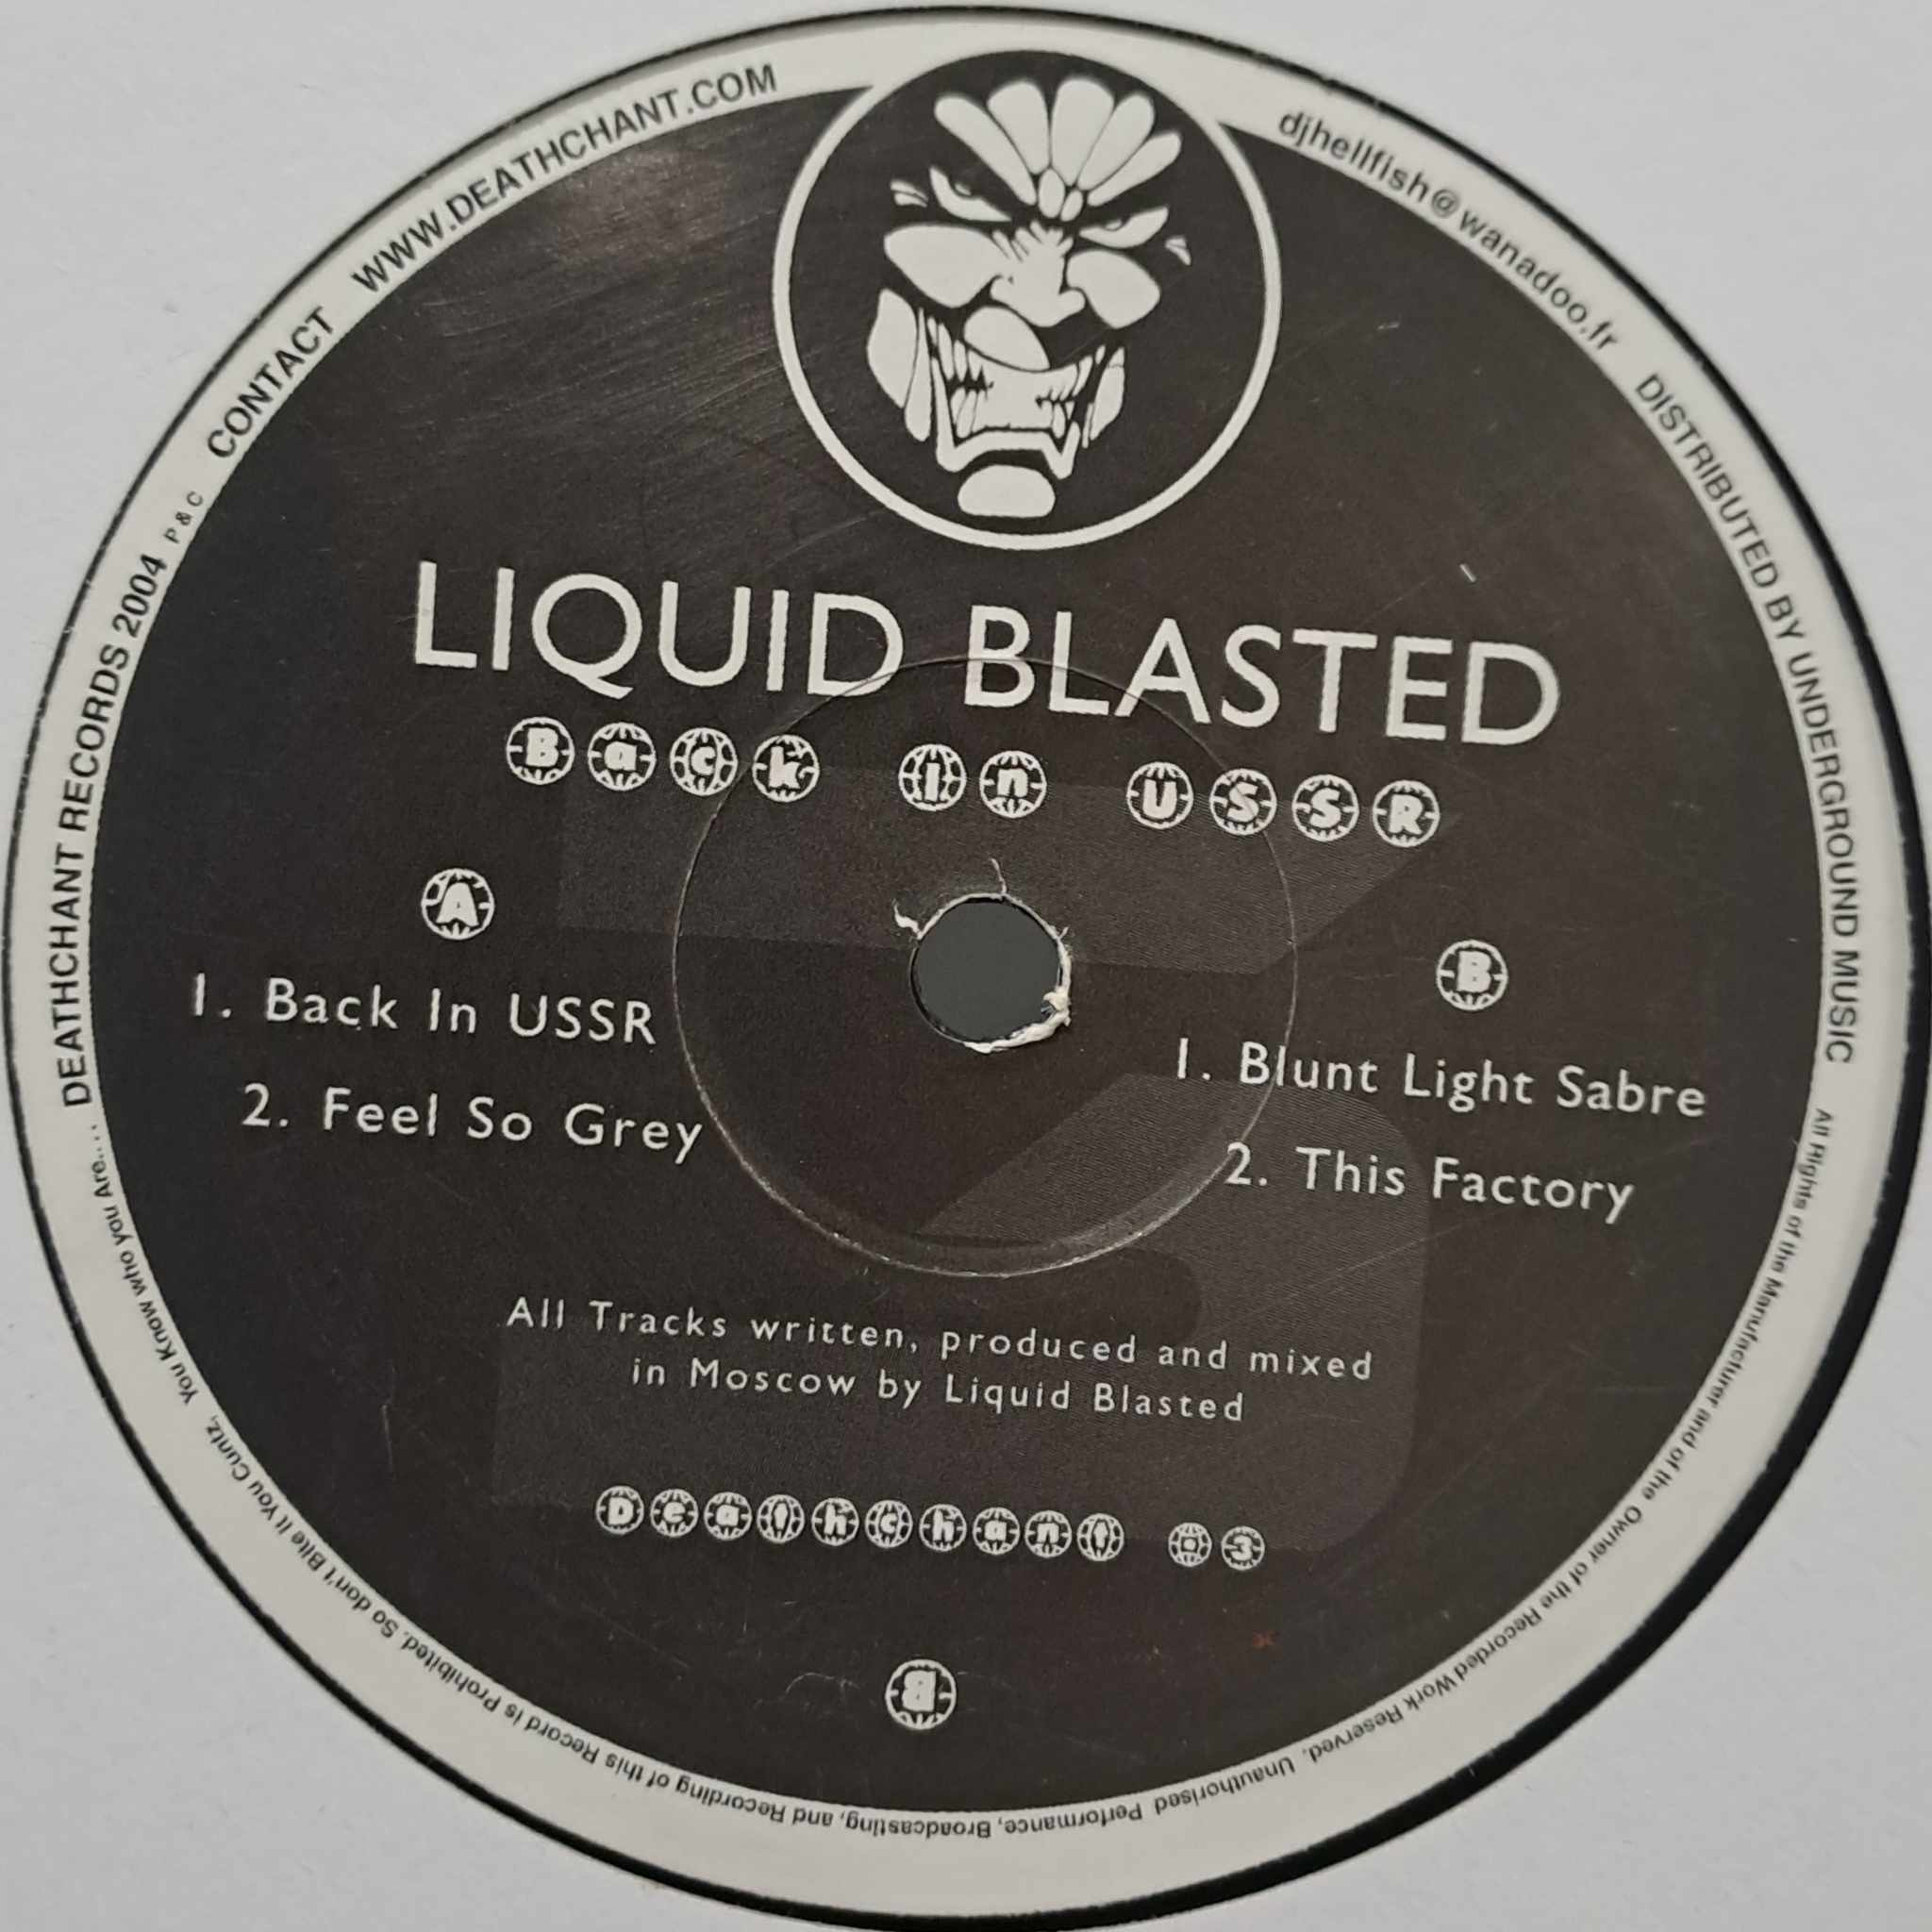 DEATHCHANT RECORDS 2004 P & C CONTACT WWW.DEATHCHANT.COM
djhellfish@wanadoo.fr DISTRIBUTED BY UNDERGROUND MUSIC
LIQUID BLASTED
Back In USSR
A
1. Back In USSR
2. Feel So Grey
B
1. Blunt Light Sabre
2. This Factory
All Tracks written, produced and mixed
in Moscow by Liquid Blasted
Deathchant 03
B
All Rights of the Manufacturer and of the Owner of the Recorded Work Reserved. Unauthorised Performance, Broadcasting, and Recording of this Record is Prohibited. So don't Bite It You Cuntz, You Know who you Are....